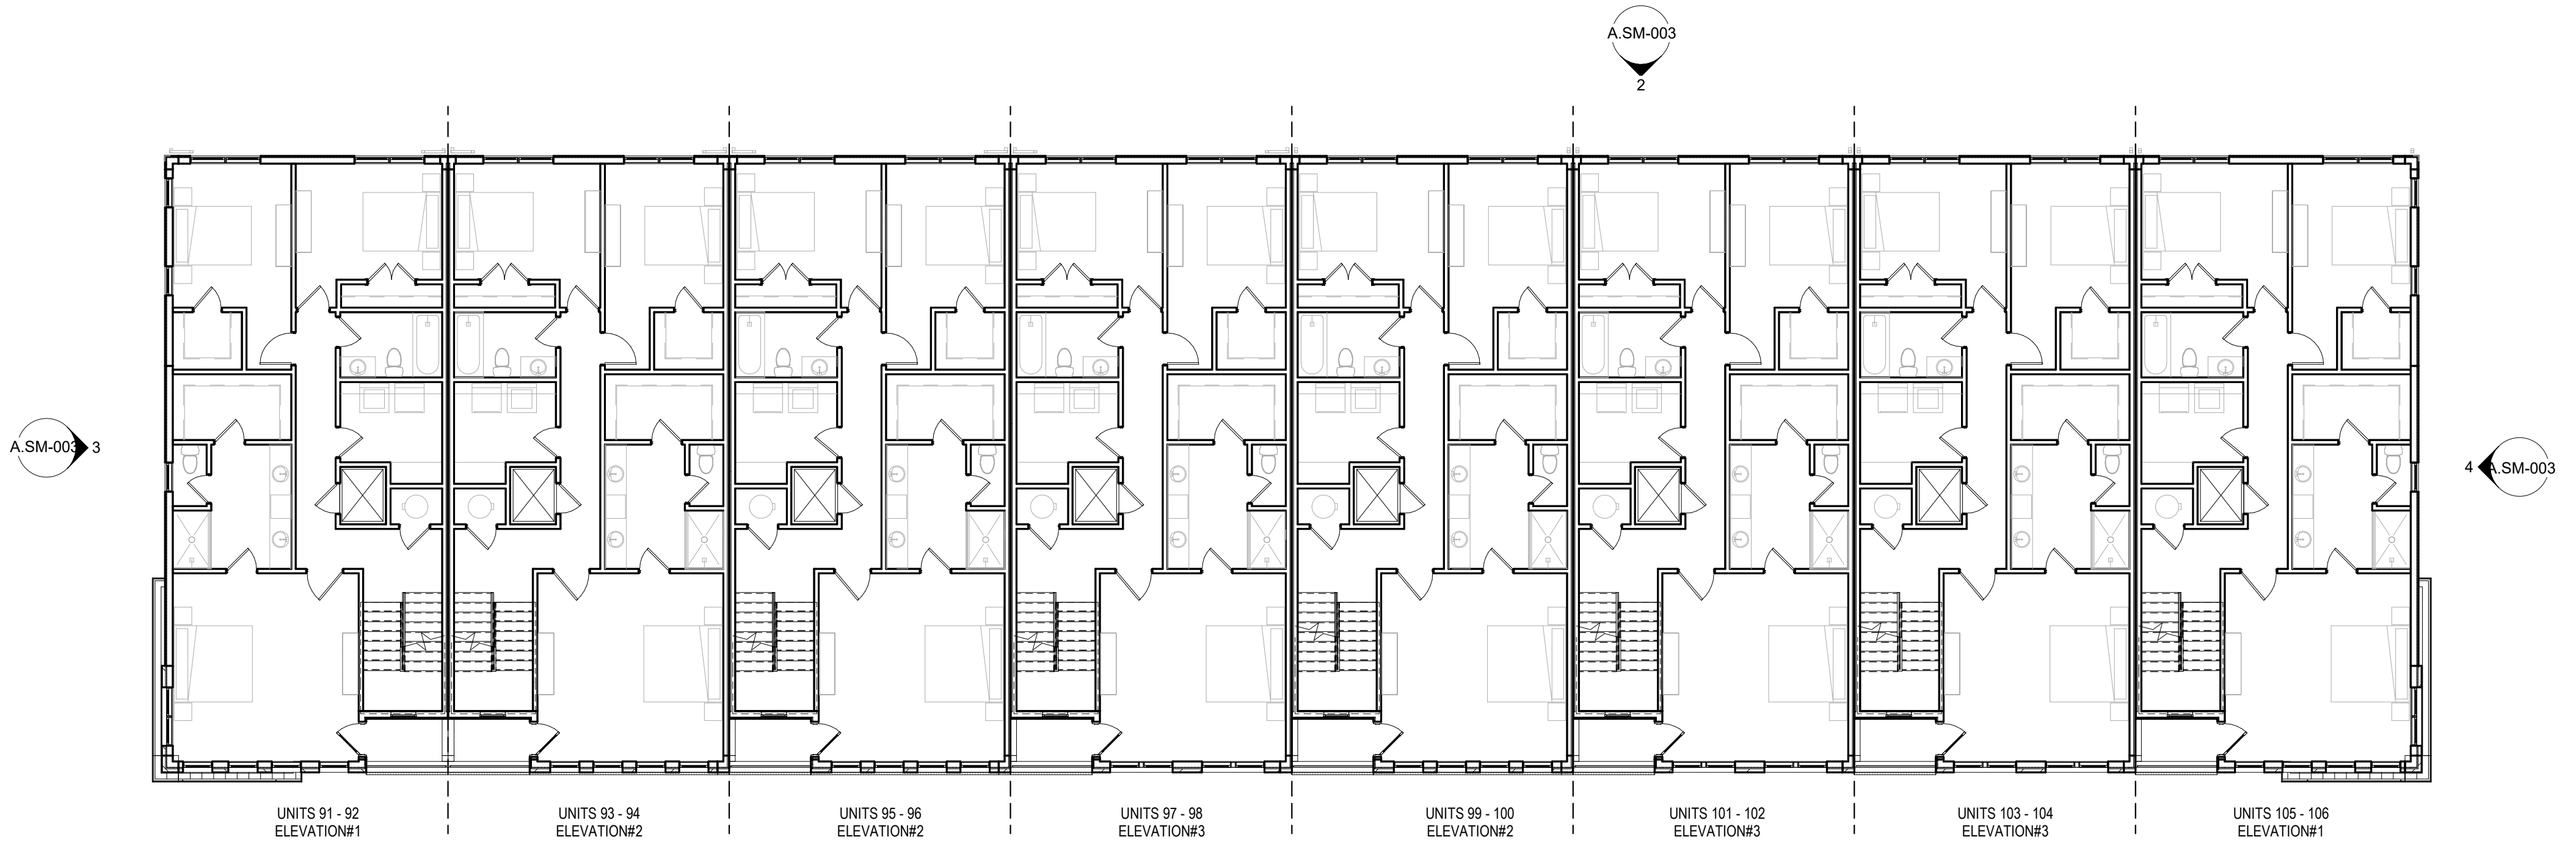 A.SM-003
2
A.SM-003 3
4 A.SM-003
UNITS 91 - 92
ELEVATION#1
UNITS 93 - 94
ELEVATION#2
UNITS 95 - 96
ELEVATION#2
UNITS 97 - 98
ELEVATION#3
UNITS 99 - 100
ELEVATION#2
UNITS 101 - 102
ELEVATION#3
UNITS 103 - 104
ELEVATION#3
UNITS 105 - 106
ELEVATION#1